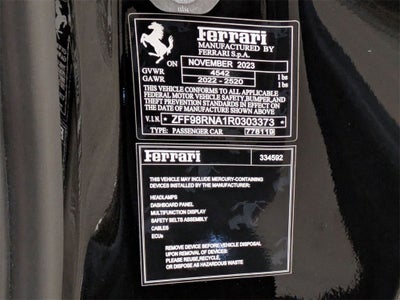 Ferrari
MANUFACTURED BY
FERRARI S.p.A.
ON NOVEMBER 2023
GVWR 4542 lbs
GAWR 2022 - 2520 lbs
THIS VEHICLE CONFORMS TO ALL APPLICABLE
FEDERAL MOTOR VEHICLE SAFETY,BUMPER,AND
THEFT PREVENTION STANDARDS IN EFFECT ON
THE DATE OF MANUFACTURE SHOWN ABOVE
V.I.N. * ZFF98RNA1R0303373 *
TYPE: PASSENGER CAR 778119
Ferrari 334592
THIS VEHICLE MAY INCLUDE MERCURY-CONTAINING
DEVICES INSTALLED BY THE MANUFACTURER:
HEADLAMPS
DASHBOARD PANEL
MULTIFUNCTION DISPLAY
SAFETY BELTS ASSEMBLY
CABLES
ECUs
REMOVE DEVICE BEFORE VEHICLE DISPOSAL
UPON REMOVAL OF DEVICES:
PLEASE REUSE,RECYCLE
OR DISPOSE AS HAZARDOUS WASTE